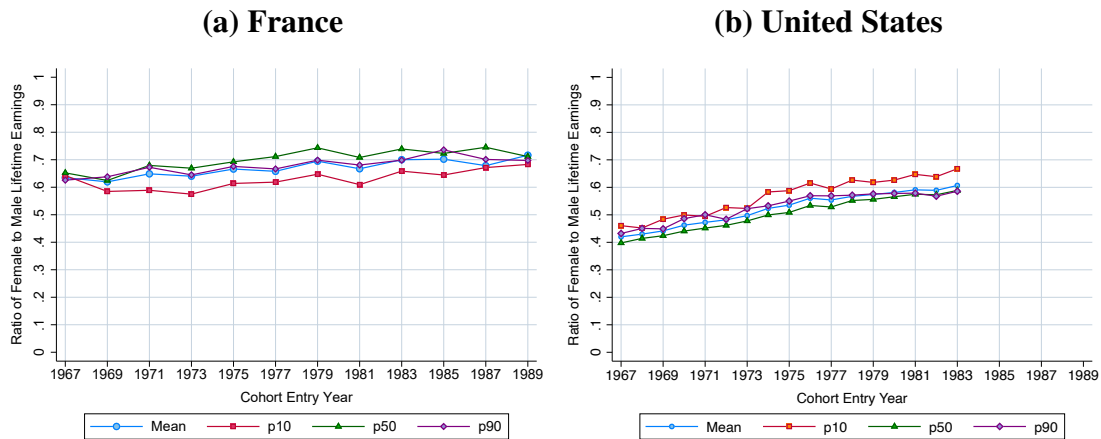 (a) France
Ratio of Female to Male Lifetime Earnings
1
.9
.8
.7
.6
.5
.4
.3
.2
.1
0
1967 1969 1971 1973 1975 1977 1979 1981 1983 1985 1987 1989
Cohort Entry Year
Mean p10 p50 p90
(b) United States
Ratio of Female to Male Lifetime Earnings
1
.9
.8
.7
.6
.5
.4
.3
.2
.1
0
1967 1969 1971 1973 1975 1977 1979 1981 1983 1985 1987 1989
Cohort Entry Year
Mean p10 p50 p90